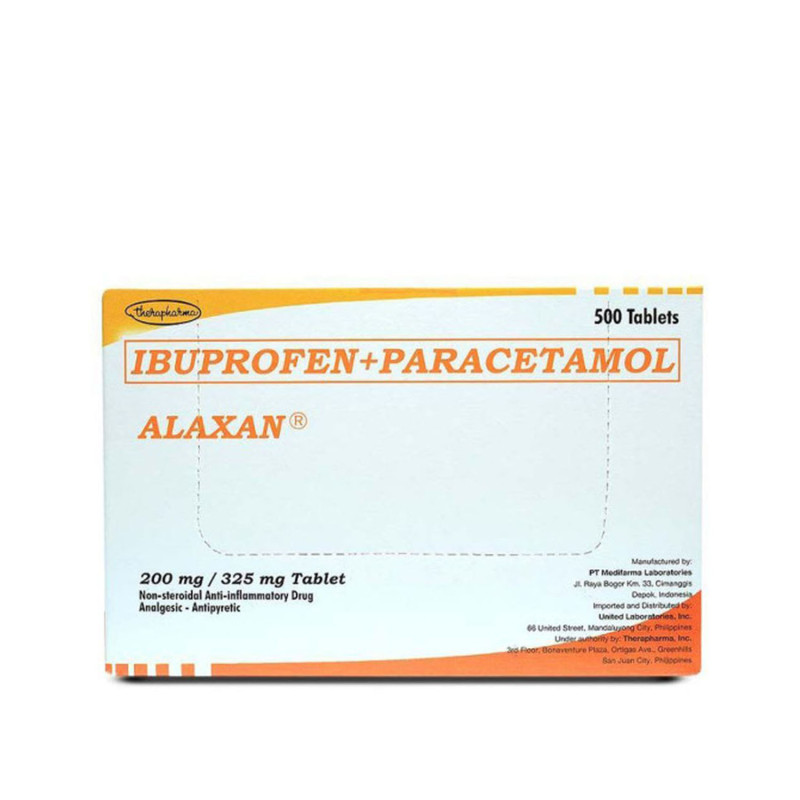 therapharma
500 Tablets
IBUPROFEN+PARACETAMOL
ALAXAN®
200 mg / 325 mg Tablet
Non-steroidal Anti-inflammatory Drug
Analgesic - Antipyretic
Manufactured by:
PT Medifarma Laboratories
Jl. Raya Bogor Km. 33, Cimanggis
Depok, Indonesia
Imported and Distributed by:
United Laboratories, Inc.
66 United Street, Mandaluyong City, Philippines
Under authority by: Therapharma, Inc.
3rd Floor, Bonaventure Plaza, Ortigas Ave., Greenhills
San Juan City, Philippines